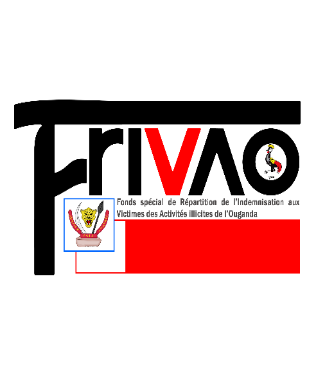 FRIVAO
Fonds spécial de Répartition de l'Indemnisation aux
Victimes des Activités illicites de l'Ouganda